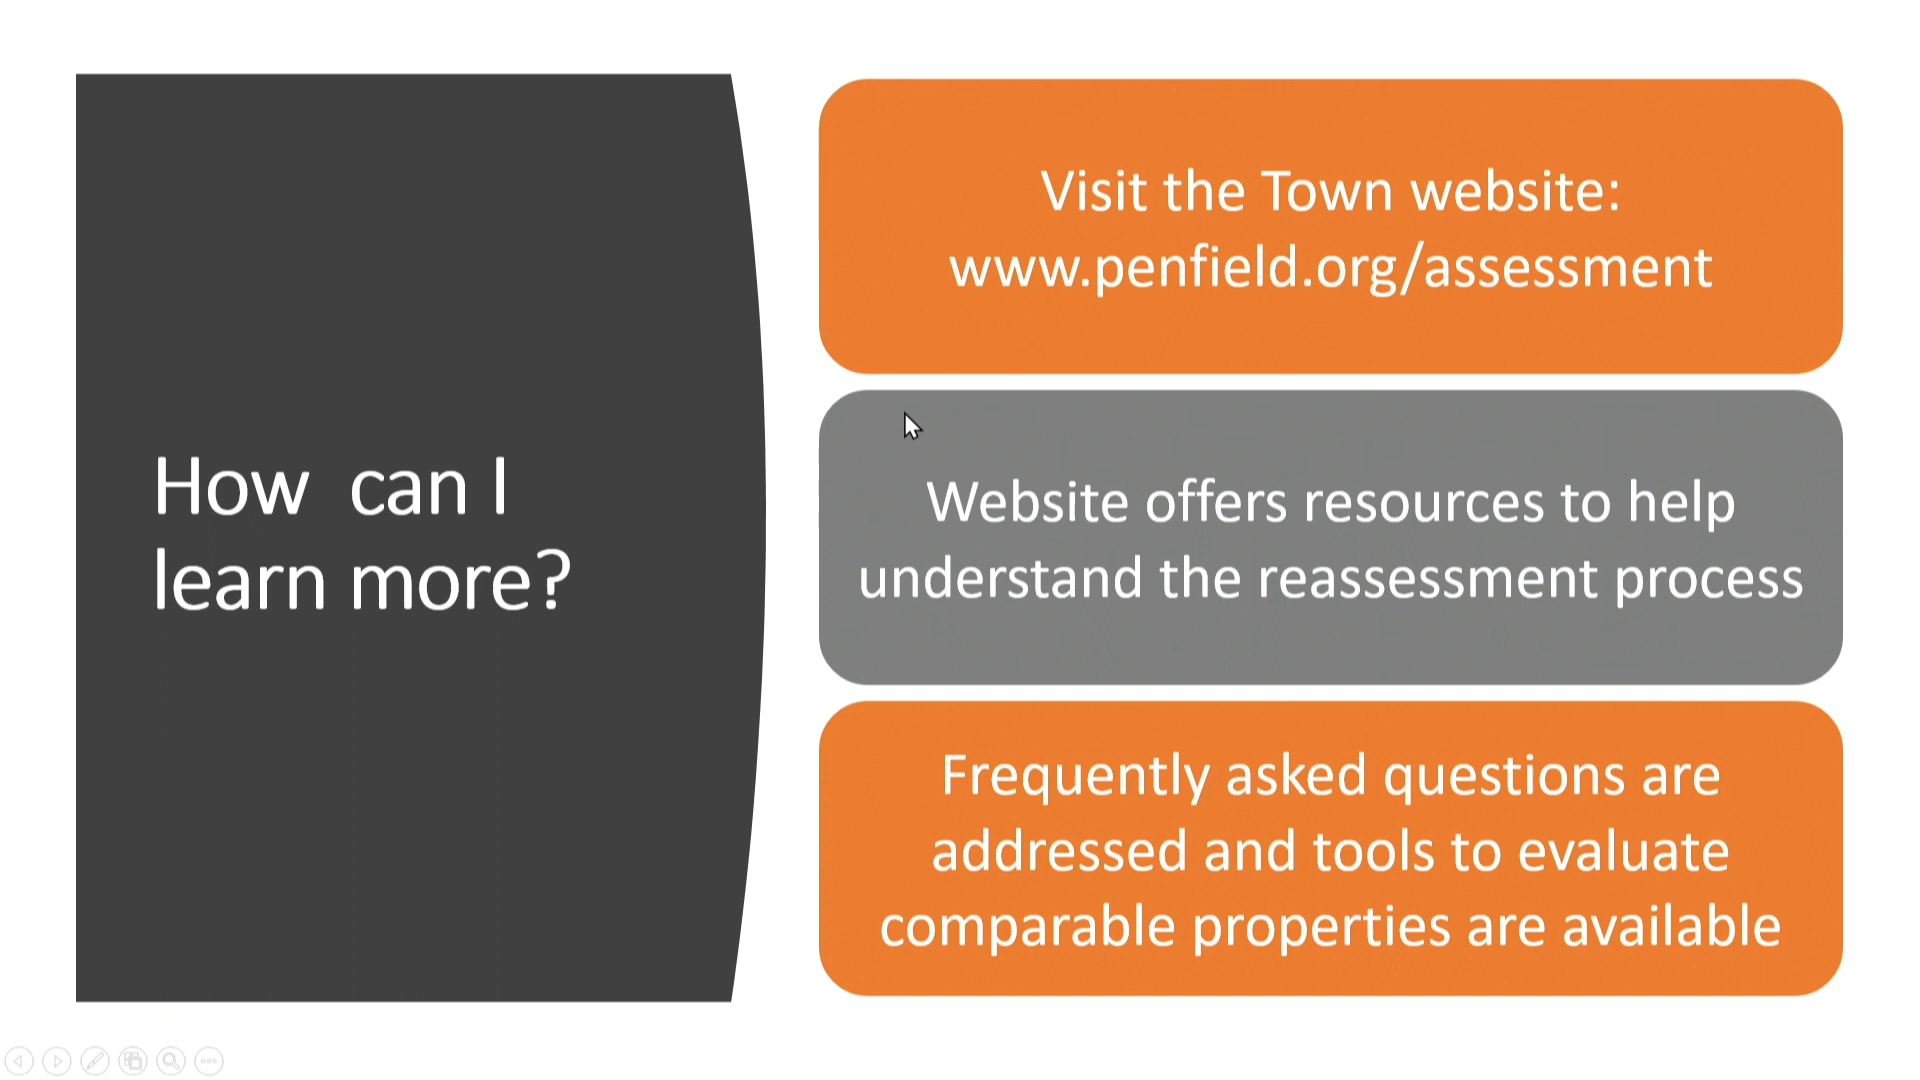 How  can I
learn more?
Visit the Town website:
www.penfield.org/assessment
Website offers resources to help
understand the reassessment process
Frequently asked questions are
addressed and tools to evaluate
comparable properties are available